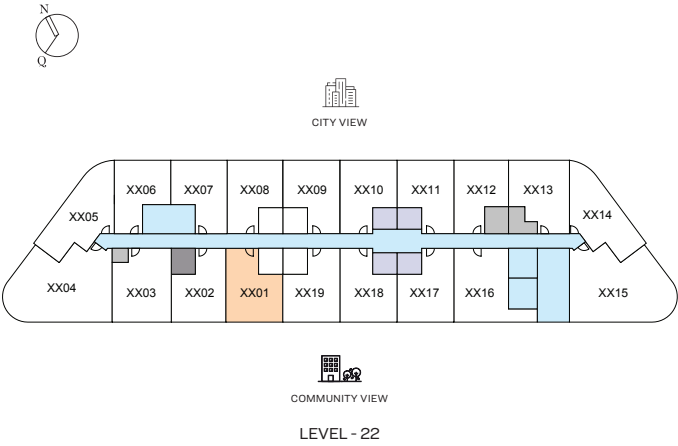 N
Q
CITY VIEW
XX06 XX07 XX08 XX09 XX10 XX11 XX12 XX13
XX05 XX14
XX04 XX03 XX02 XX01 XX19 XX18 XX17 XX16 XX15
COMMUNITY VIEW
LEVEL - 22